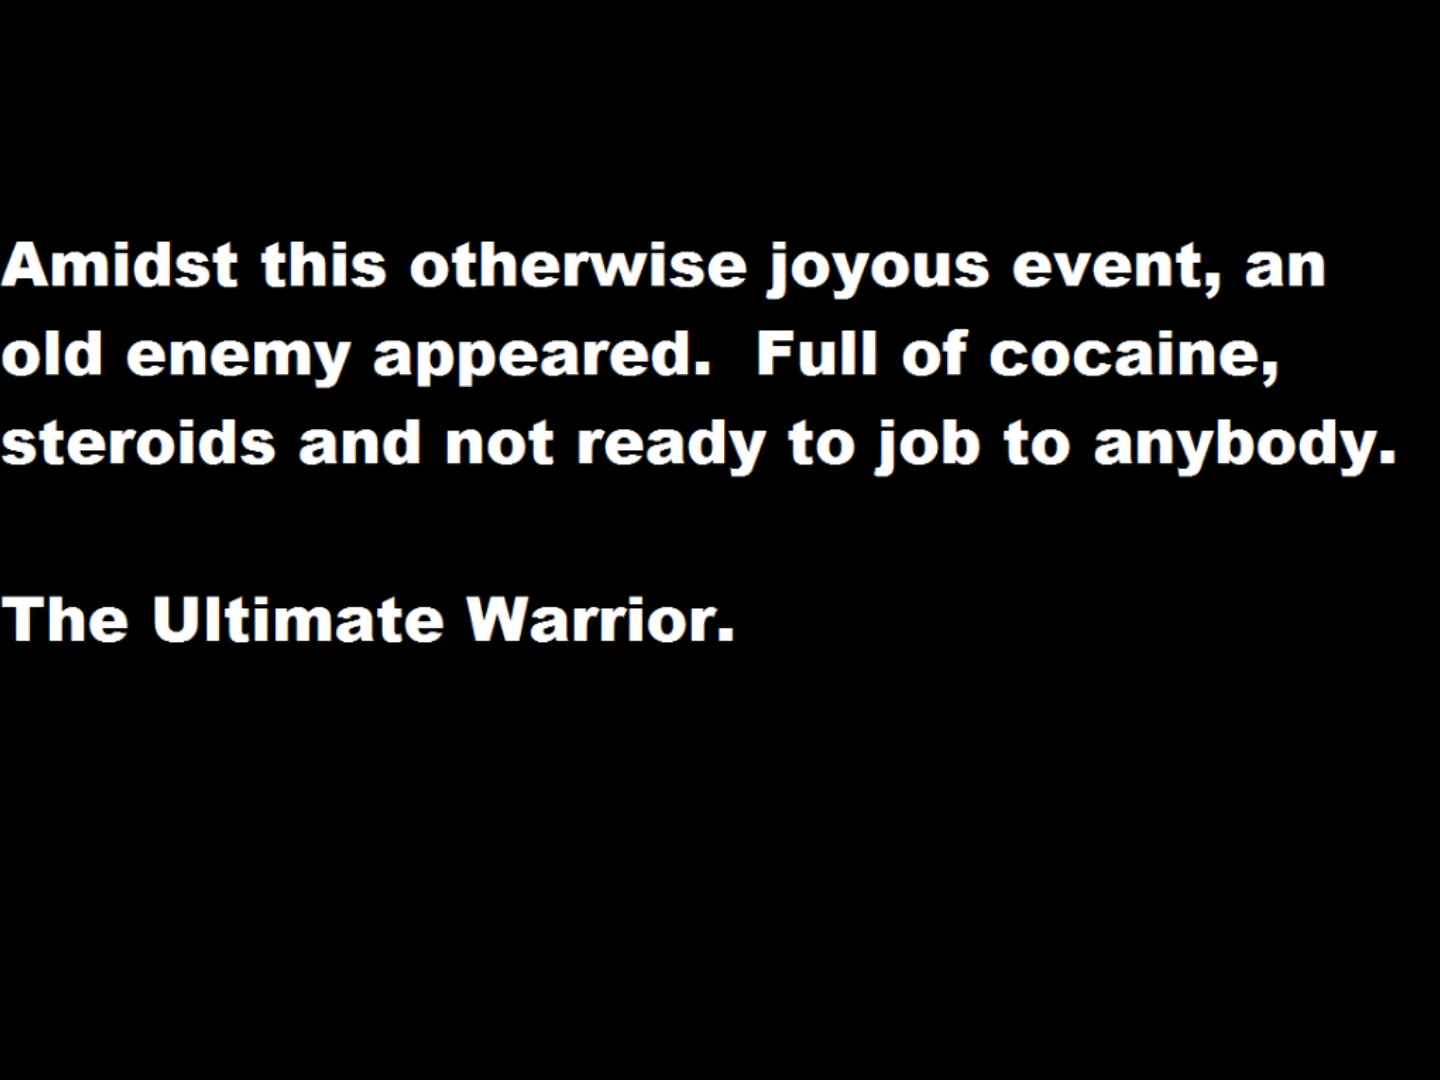 Amidst this otherwise joyous event, an
old enemy appeared.  Full of cocaine,
steroids and not ready to job to anybody.
The Ultimate Warrior.